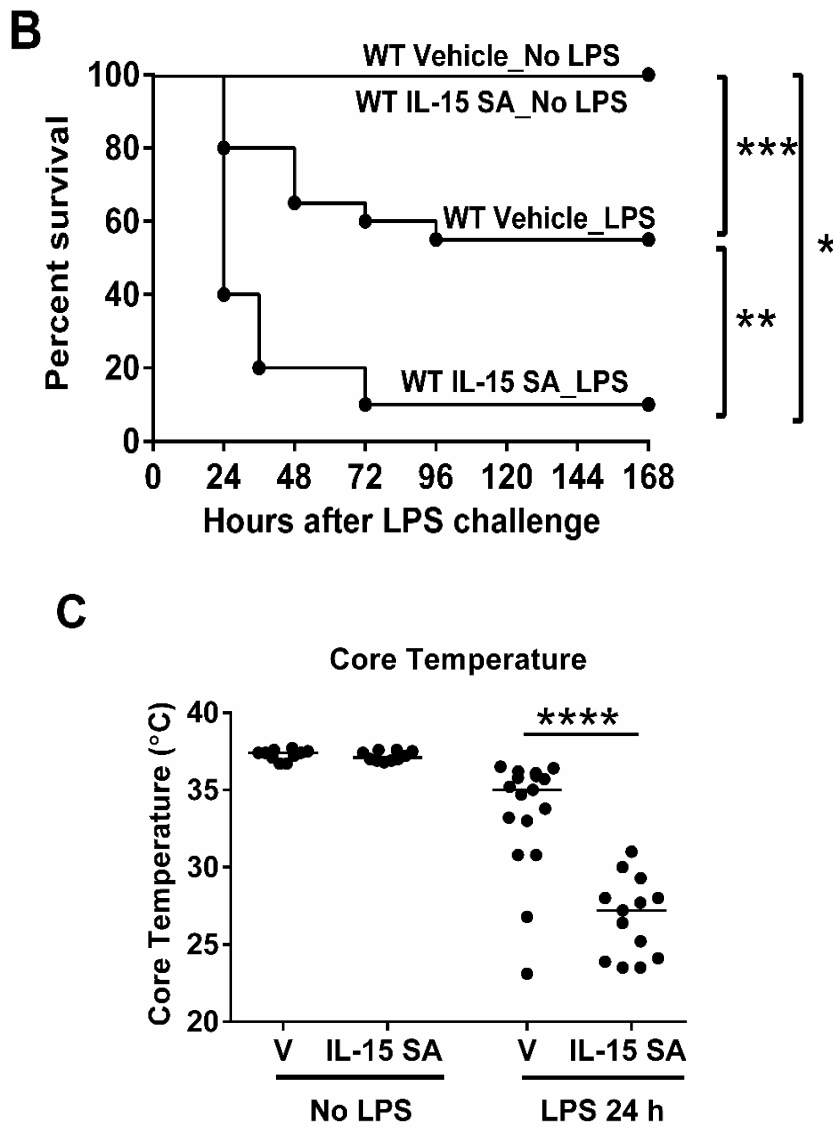 B
WT Vehicle_No LPS
100
WT IL-15 SA_No LPS
***
80
60
WT Vehicle_LPS
*
40
**
20
WT IL-15 SA_LPS
0
Percent survival
0 24 48 72 96 120 144 168
Hours after LPS challenge
C
Core Temperature
40
****
35
30
25
20
Core Temperature (°C)
V IL-15 SA V IL-15 SA
No LPS LPS 24 h